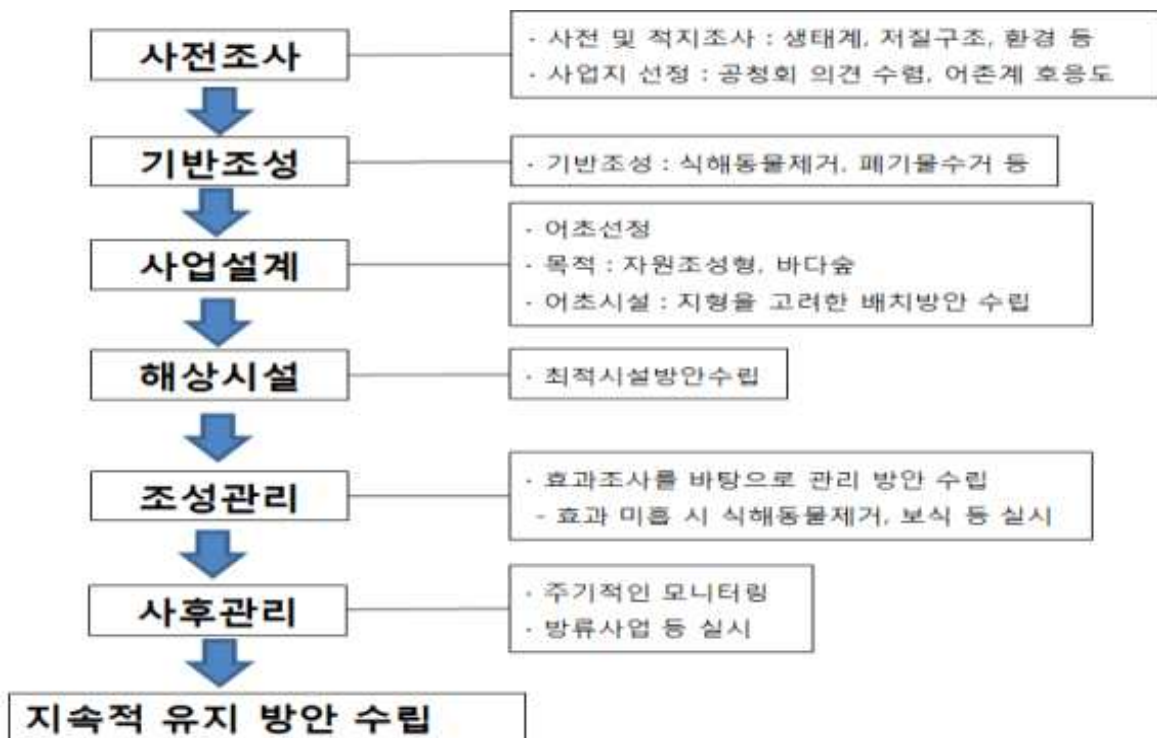 사전조사
· 사전 및 적지조사 : 생태계, 저질구조, 환경 등
· 사업지 선정 : 공청회 의견 수렴, 어존계 호응도
기반조성
· 기반조성 : 식해동물제거, 폐기물수거 등
사업설계
· 어초선정
· 목적 : 자원조성형, 바다숲
· 어초시설 : 지형을 고려한 배치방안 수립
해상시설
· 최적시설방안수립
조성관리
· 효과조사를 바탕으로 관리 방안 수립
- 효과 미흡 시 식해동물제거, 보식 등 실시
사후관리
· 주기적인 모니터링
· 방류사업 등 실시
지속적 유지 방안 수립